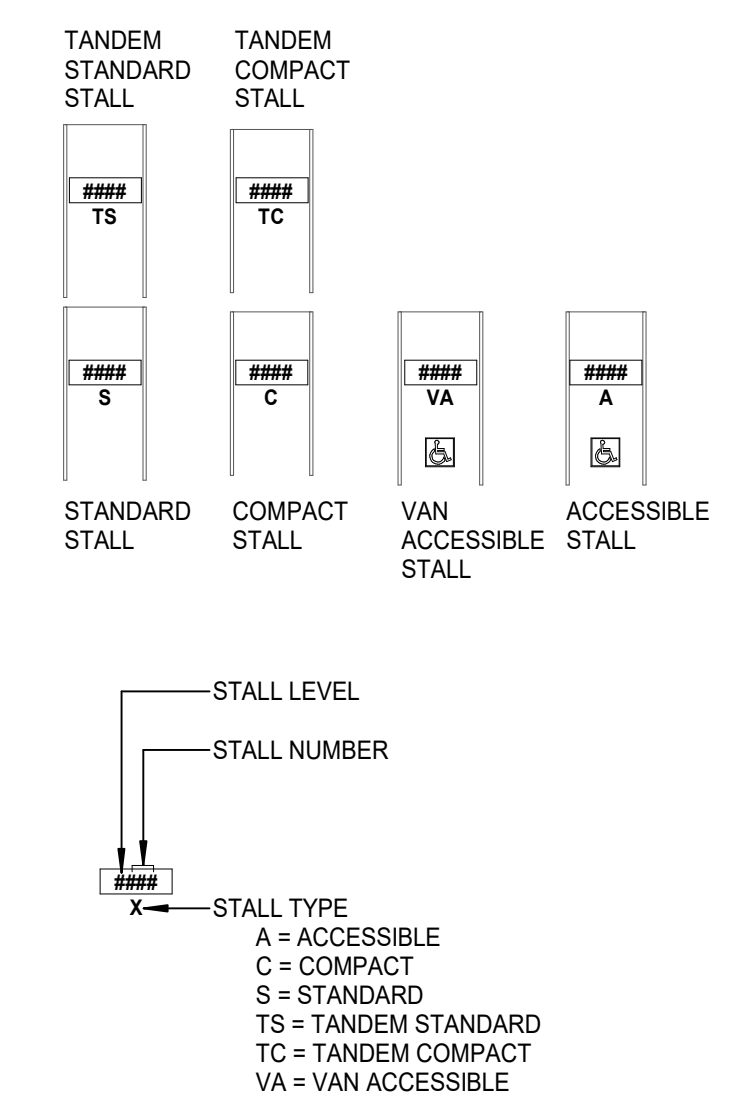 TANDEM
STANDARD
STALL
TANDEM
COMPACT
STALL
####
TS
####
TC
####
S
####
C
####
VA
####
A
STANDARD
STALL
COMPACT
STALL
VAN
ACCESSIBLE
STALL
ACCESSIBLE
STALL
STALL LEVEL
STALL NUMBER
####
X
STALL TYPE
A = ACCESSIBLE
C = COMPACT
S = STANDARD
TS = TANDEM STANDARD
TC = TANDEM COMPACT
VA = VAN ACCESSIBLE